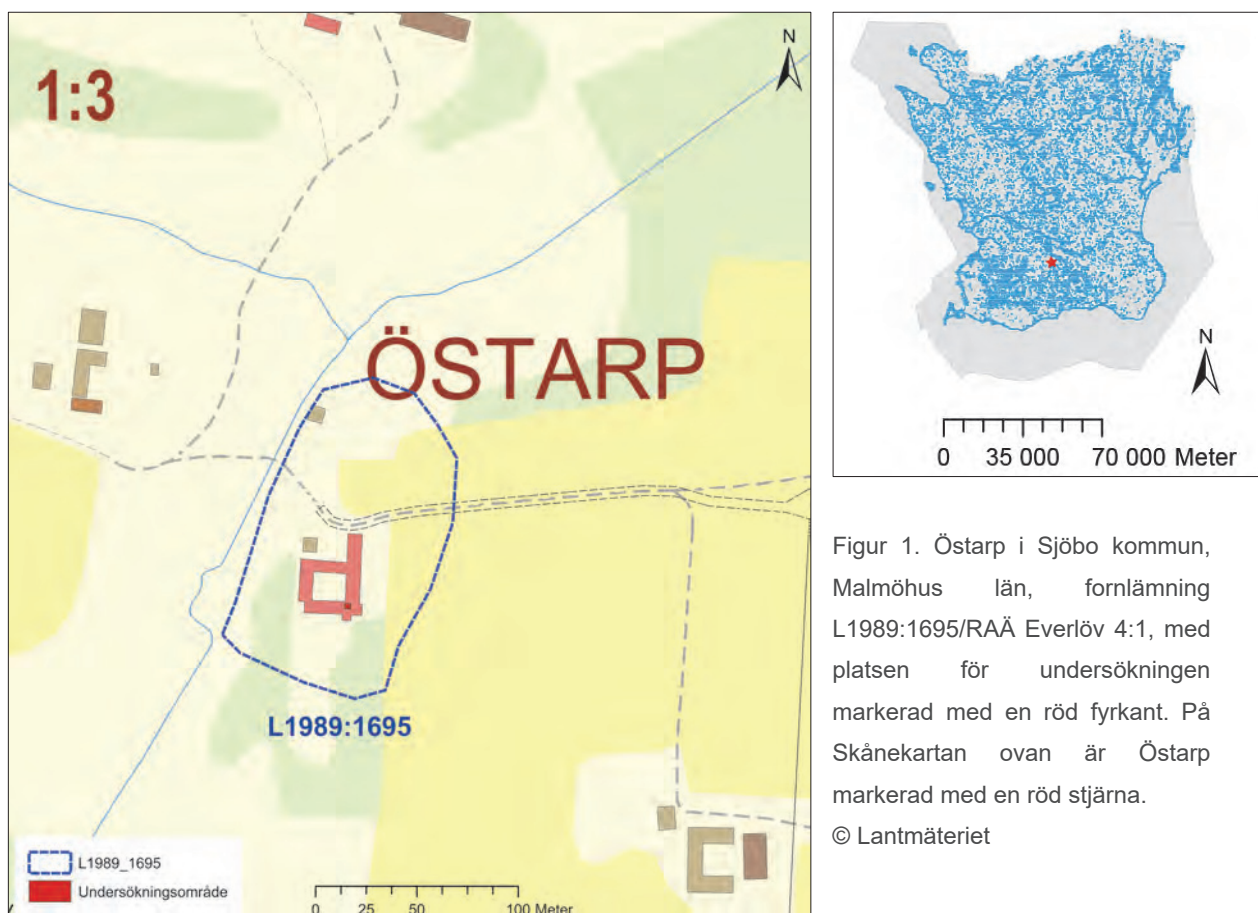 1:3
N
ÖSTARP
L1989:1695
L1989_1695
Undersökningsområde
0 25 50 100 Meter
N
0 35 000 70 000 Meter
Figur 1. Östarp i Sjöbo kommun,
Malmöhus län, fornlämning
L1989:1695/RAÄ Everlöv 4:1, med
platsen för undersökningen
markerad med en röd fyrkant. På
Skånekartan ovan är Östarp
markerad med en röd stjärna.
© Lantmäteriet